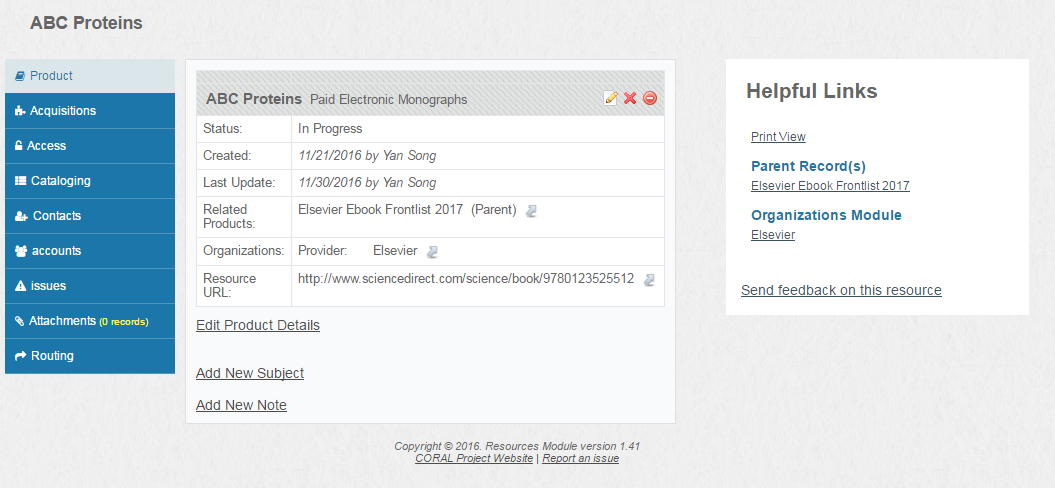 ABC Proteins
Product
Acquisitions
Access
Cataloging
Contacts
accounts
issues
Attachments (0 records)
Routing
ABC Proteins Paid Electronic Monographs
Status: In Progress
Created: 11/21/2016 by Yan Song
Last Update: 11/30/2016 by Yan Song
Related
Products: Elsevier Ebook Frontlist 2017 (Parent)
Organizations: Provider: Elsevier
Resource
URL: http://www.sciencedirect.com/science/book/9780123525512
Edit Product Details
Add New Subject
Add New Note
Helpful Links
Print View
Parent Record(s)
Elsevier Ebook Frontlist 2017
Organizations Module
Elsevier
Send feedback on this resource
Copyright © 2016. Resources Module version 1.41
CORAL Project Website | Report an issue